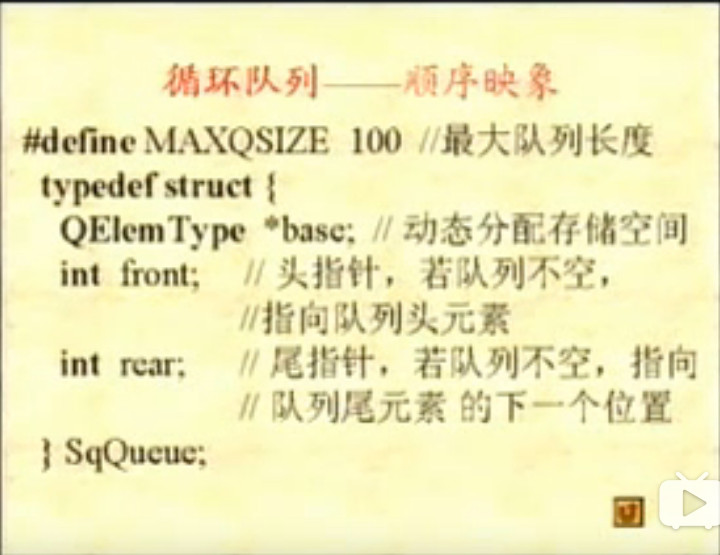 循环队列——顺序映象
#define MAXQSIZE 100 //最大队列长度
typedef struct {
QElemType *base; // 动态分配存储空间
int front; // 头指针，若队列不空，
//指向队列头元素
int rear; // 尾指针，若队列不空，指向
// 队列尾元素 的下一个位置
} SqQueue;